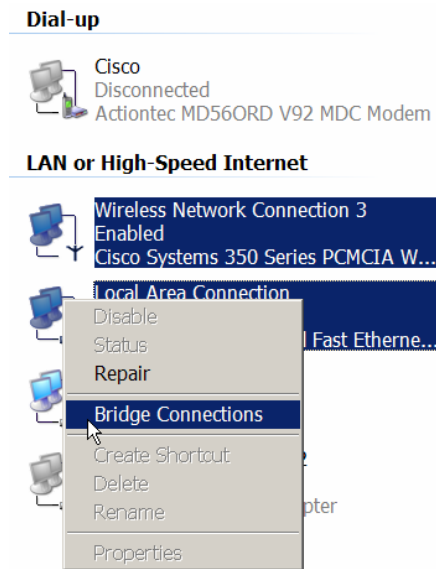 Dial-up
Cisco
Disconnected
Actiontec MD56ORD V92 MDC Modem
LAN or High-Speed Internet
Wireless Network Connection 3
Enabled
Cisco Systems 350 Series PCMCIA W...
Local Area Connection
Disable
Status
Fast Etherne...
Repair
Bridge Connections
Create Shortcut
2
Delete
Rename
pter
Properties